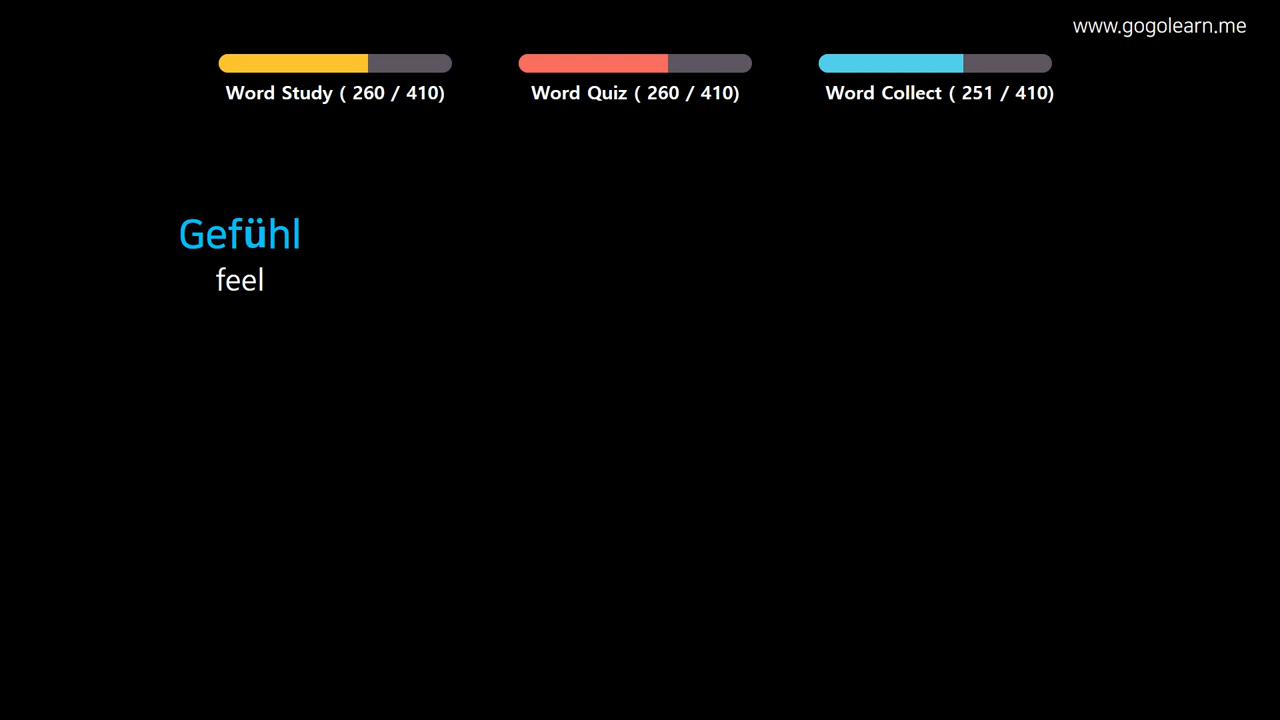 www.gogolearn.me
Word Study ( 260 / 410)
Word Quiz ( 260 / 410)
Word Collect ( 251 / 410)
Gefühl
feel